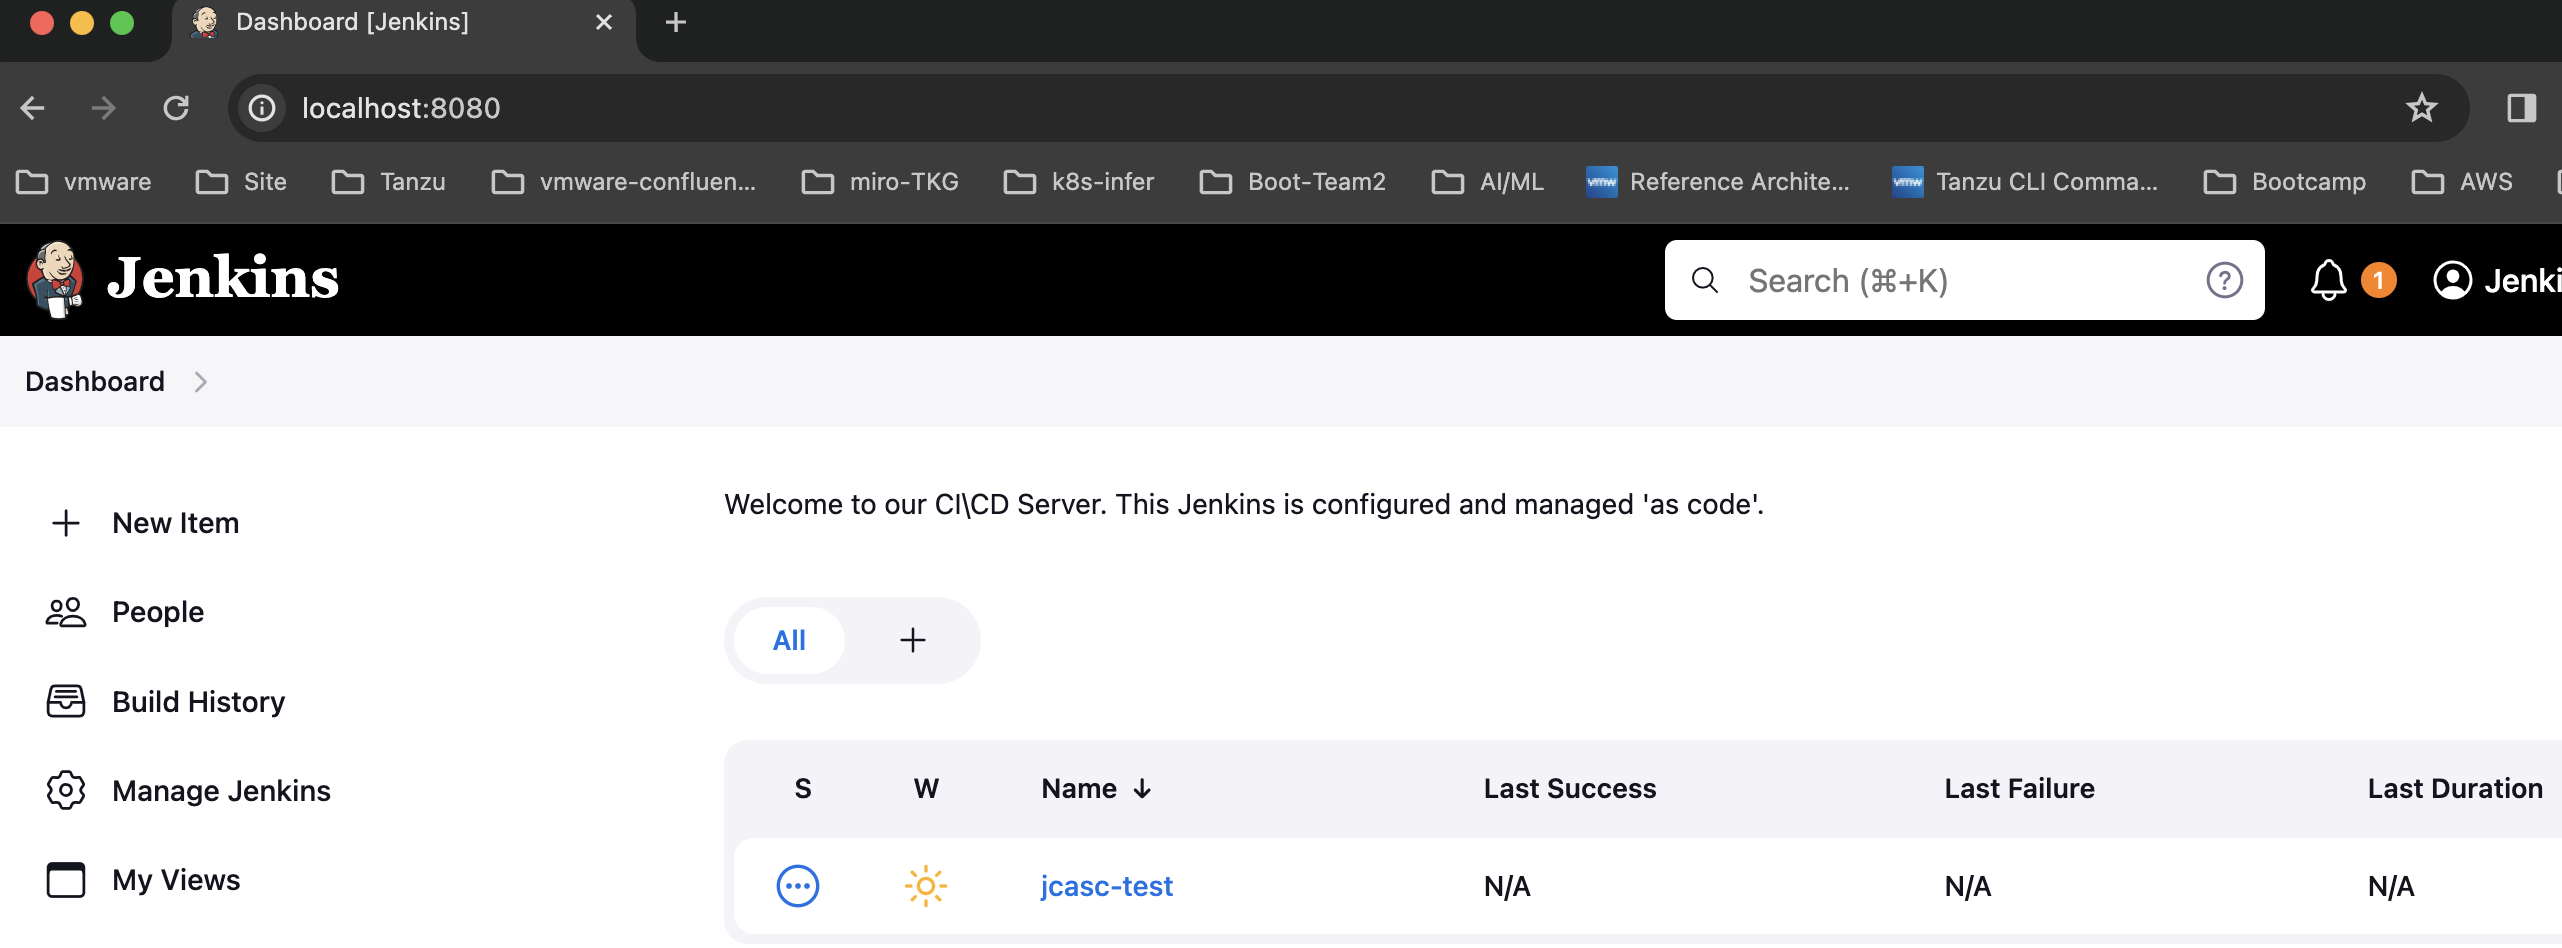 Dashboard [Jenkins]
localhost:8080
vmware Site Tanzu vmware-confluen... miro-TKG k8s-infer Boot-Team2 AI/ML Reference Archite... Tanzu CLI Comma... Bootcamp AWS
Jenkins Search (⌘+K) 1 Jenki
Dashboard
Welcome to our CI\CD Server. This Jenkins is configured and managed 'as code'.
New Item
People
Build History
Manage Jenkins
My Views
All +
S W Name ↓ Last Success Last Failure Last Duration
jcasc-test N/A N/A N/A